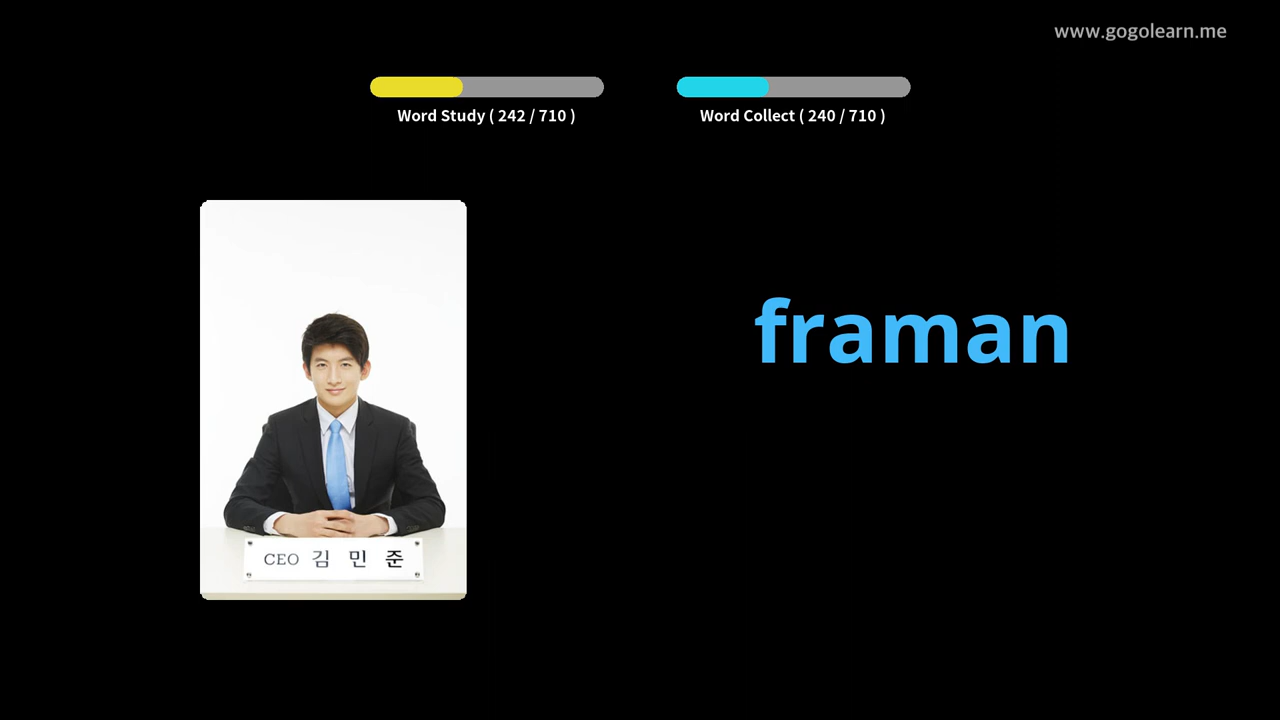 www.gogolearn.me
Word Study ( 242 / 710 )
Word Collect ( 240 / 710 )
framan
CEO 김 민 준